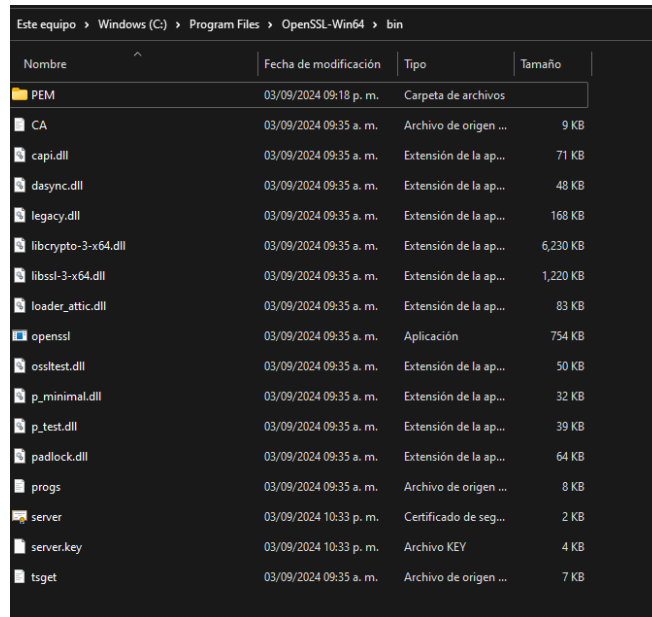 Este equipo > Windows (C:) > Program Files > OpenSSL-Win64 > bin
Nombre Fecha de modificación Tipo Tamaño
PEM 03/09/2024 09:18 p. m. Carpeta de archivos
CA 03/09/2024 09:35 a. m. Archivo de origen ... 9 KB
capi.dll 03/09/2024 09:35 a. m. Extensión de la ap... 71 KB
dasync.dll 03/09/2024 09:35 a. m. Extensión de la ap... 48 KB
legacy.dll 03/09/2024 09:35 a. m. Extensión de la ap... 168 KB
libcrypto-3-x64.dll 03/09/2024 09:35 a. m. Extensión de la ap... 6,230 KB
libssl-3-x64.dll 03/09/2024 09:35 a. m. Extensión de la ap... 1,220 KB
loader_attic.dll 03/09/2024 09:35 a. m. Extensión de la ap... 83 KB
openssl 03/09/2024 09:35 a. m. Aplicación 754 KB
ossltest.dll 03/09/2024 09:35 a. m. Extensión de la ap... 50 KB
p_minimal.dll 03/09/2024 09:35 a. m. Extensión de la ap... 32 KB
p_test.dll 03/09/2024 09:35 a. m. Extensión de la ap... 39 KB
padlock.dll 03/09/2024 09:35 a. m. Extensión de la ap... 64 KB
progs 03/09/2024 09:35 a. m. Archivo de origen ... 8 KB
server 03/09/2024 10:33 p. m. Certificado de seg... 2 KB
server.key 03/09/2024 10:33 p. m. Archivo KEY 4 KB
tsget 03/09/2024 09:35 a. m. Archivo de origen ... 7 KB